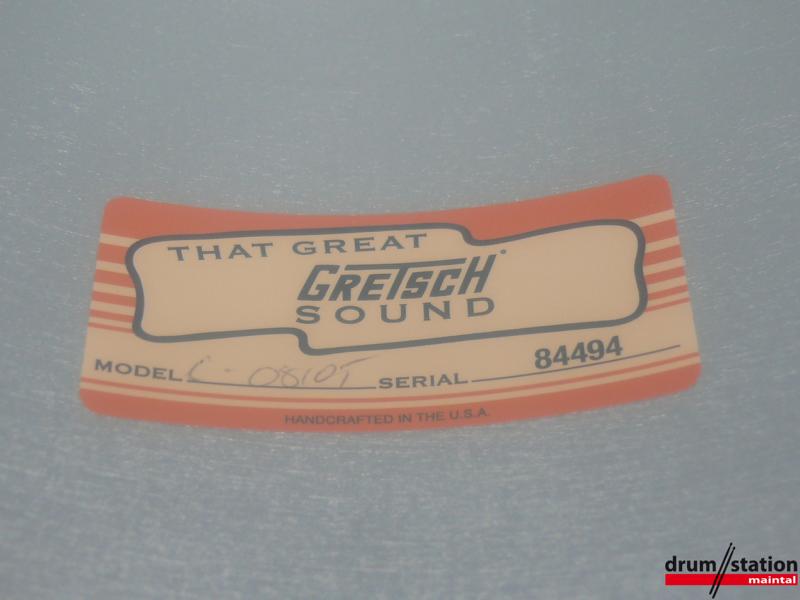 THAT GREAT
GRETSCH
SOUND
MODEL C-0810T SERIAL 84494
HANDCRAFTED IN THE U.S.A.
drum//station
maintal